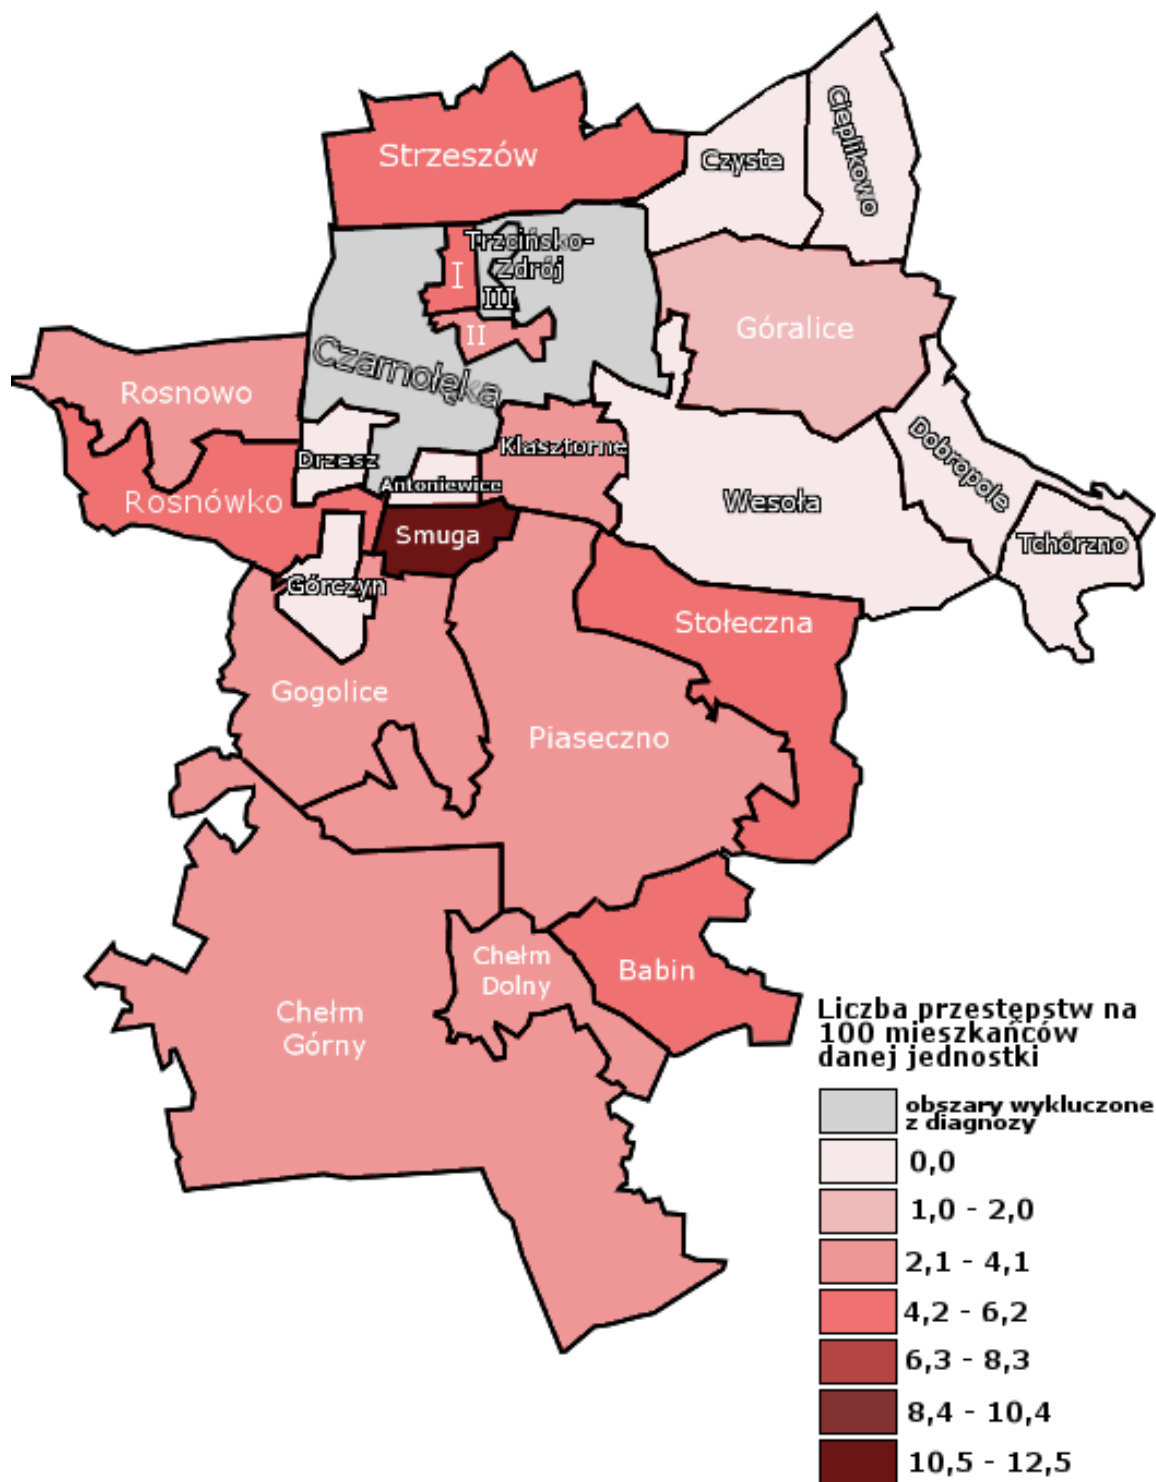 Strzeszów
Czyste
Cieplikowo
Trzcińsko-
Zdrój
I
III
II
Góralice
Czarnołęka
Rosnowo
Dobropole
Klasztorne
Drzesz
Antoniewice
Rosnówko
Wesoła
Smuga
Tchórzno
Górczyn
Stołeczna
Gogolice
Piaseczno
Chełm
Dolny
Babin
Chełm
Górny
Liczba przestępstw na
100 mieszkańców
danej jednostki
obszary wykluczone
z diagnozy
0,0
1,0 - 2,0
2,1 - 4,1
4,2 - 6,2
6,3 - 8,3
8,4 - 10,4
10,5 - 12,5